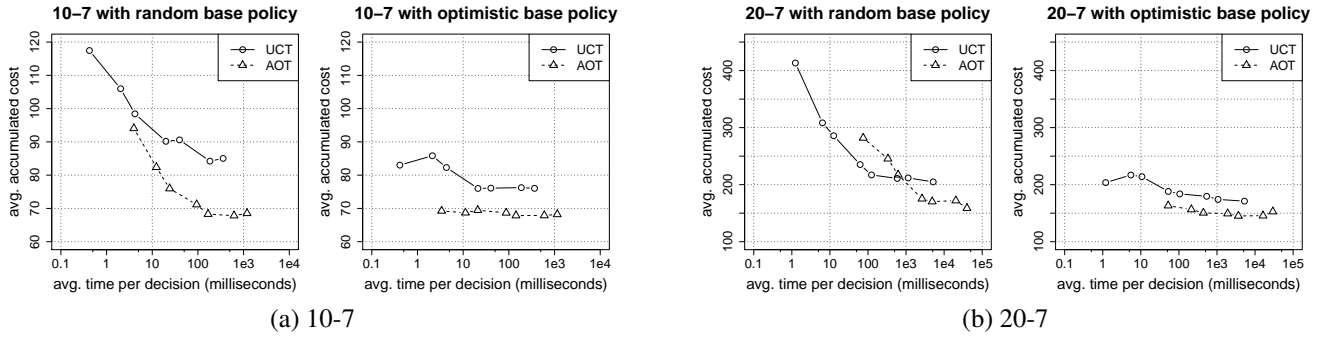 10−7 with random base policy
UCT
AOT
avg. accumulated cost
60 70 80 90 100 110 120
0.1 1 10 100 1e3 1e4
avg. time per decision (milliseconds)
10−7 with optimistic base policy
UCT
AOT
avg. accumulated cost
60 70 80 90 100 110 120
0.1 1 10 100 1e3 1e4
avg. time per decision (milliseconds)
(a) 10-7
20−7 with random base policy
UCT
AOT
avg. accumulated cost
100 200 300 400
0.1 1 10 100 1e3 1e4 1e5
avg. time per decision (milliseconds)
20−7 with optimistic base policy
UCT
AOT
avg. accumulated cost
100 200 300 400
0.1 1 10 100 1e3 1e4 1e5
avg. time per decision (milliseconds)
(b) 20-7